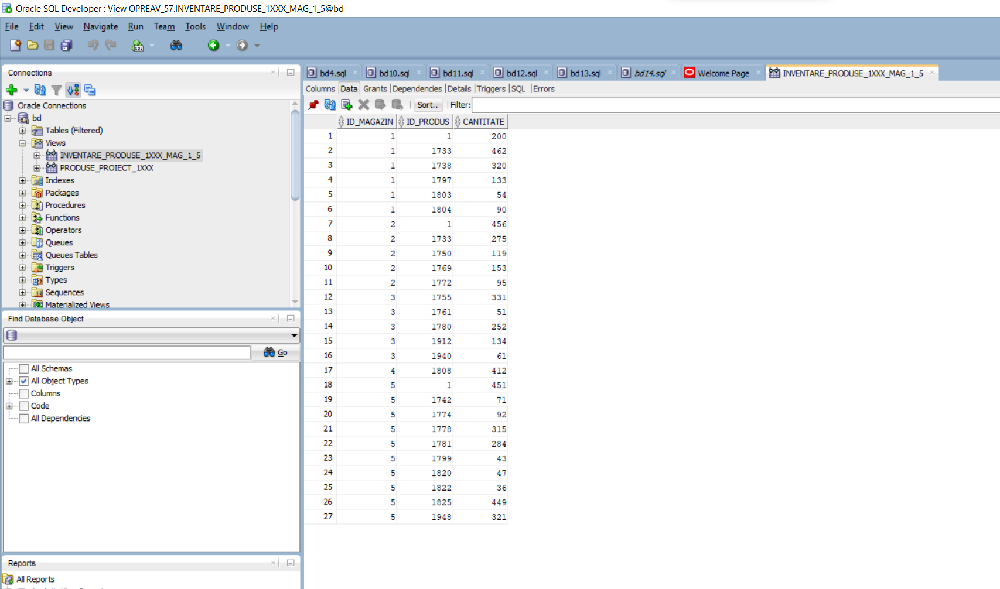 Oracle SQL Developer : View OPREAV_57.INVENTARE_PRODUSE_1XXX_MAG_1_5@bd
File Edit View Navigate Run Team Tools Window Help
Connections
Oracle Connections
bd
Tables (Filtered)
Views
INVENTARE_PRODUSE_1XXX_MAG_1_5
PRODUSE_PROIECT_1XXX
Indexes
Packages
Procedures
Functions
Operators
Queues
Queues Tables
Triggers
Types
Sequences
Materialized Views
Find Database Object
Go
All Schemas
All Object Types
Columns
Code
All Dependencies
Reports
All Reports
bd4.sql bd10.sql bd11.sql bd12.sql bd13.sql bd14.sql Welcome Page INVENTARE_PRODUSE_1XXX_MAG_1_5
Columns Data Grants Dependencies Details Triggers SQL Errors
Sort.. Filter:
ID_MAGAZIN ID_PRODUS CANTITATE
1 1 1 200
2 1 1733 462
3 1 1738 320
4 1 1797 133
5 1 1803 54
6 1 1804 90
7 2 1 456
8 2 1733 275
9 2 1750 119
10 2 1769 153
11 2 1772 95
12 3 1755 331
13 3 1761 51
14 3 1780 252
15 3 1912 134
16 3 1940 61
17 4 1808 412
18 5 1 451
19 5 1742 71
20 5 1774 92
21 5 1778 315
22 5 1781 284
23 5 1799 43
24 5 1820 47
25 5 1822 36
26 5 1825 449
27 5 1948 321